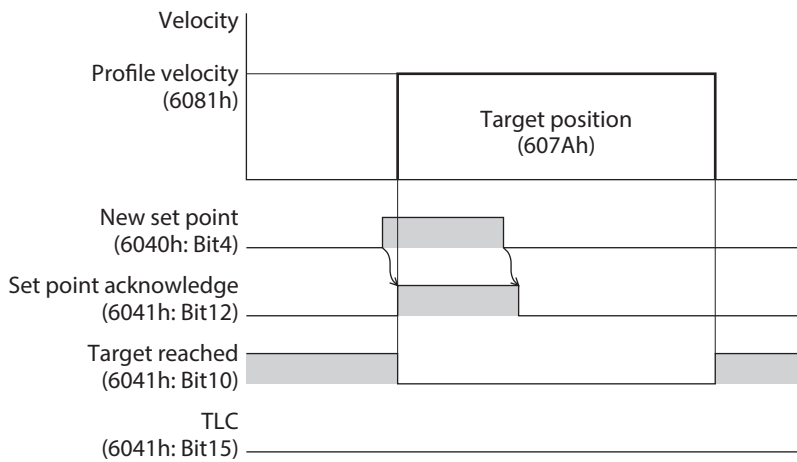 Velocity
Profile velocity
(6081h)
Target position
(607Ah)
New set point
(6040h: Bit4)
Set point acknowledge
(6041h: Bit12)
Target reached
(6041h: Bit10)
TLC
(6041h: Bit15)